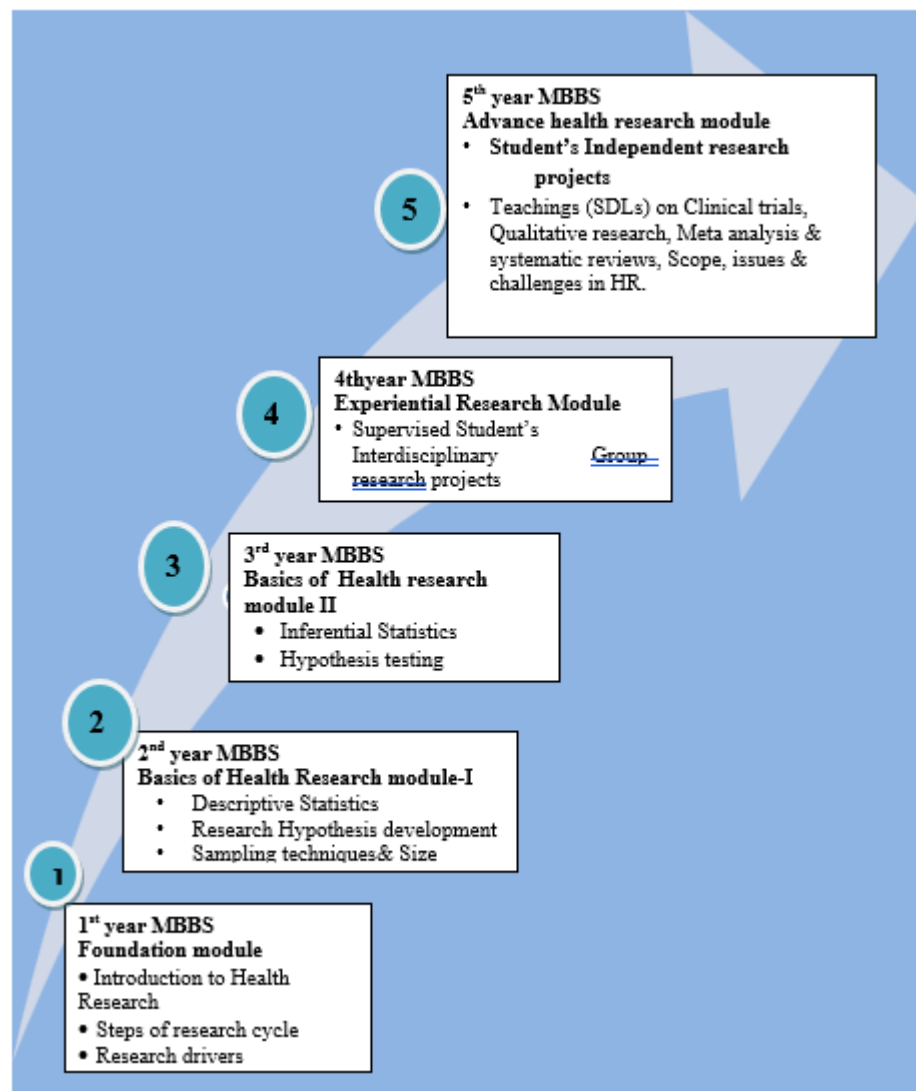 5th year MBBS
Advance health research module
• Student's Independent research
projects
• Teachings (SDLs) on Clinical trials,
Qualitative research, Meta analysis &
systematic reviews, Scope, issues &
challenges in HR.
5
4thyear MBBS
Experiential Research Module
• Supervised Student's
Interdisciplinary Group
research projects
4
3rd year MBBS
Basics of Health research
module II
• Inferential Statistics
• Hypothesis testing
3
2nd year MBBS
Basics of Health Research module-I
• Descriptive Statistics
• Research Hypothesis development
• Sampling techniques& Size
2
1st year MBBS
Foundation module
• Introduction to Health
Research
• Steps of research cycle
• Research drivers
1